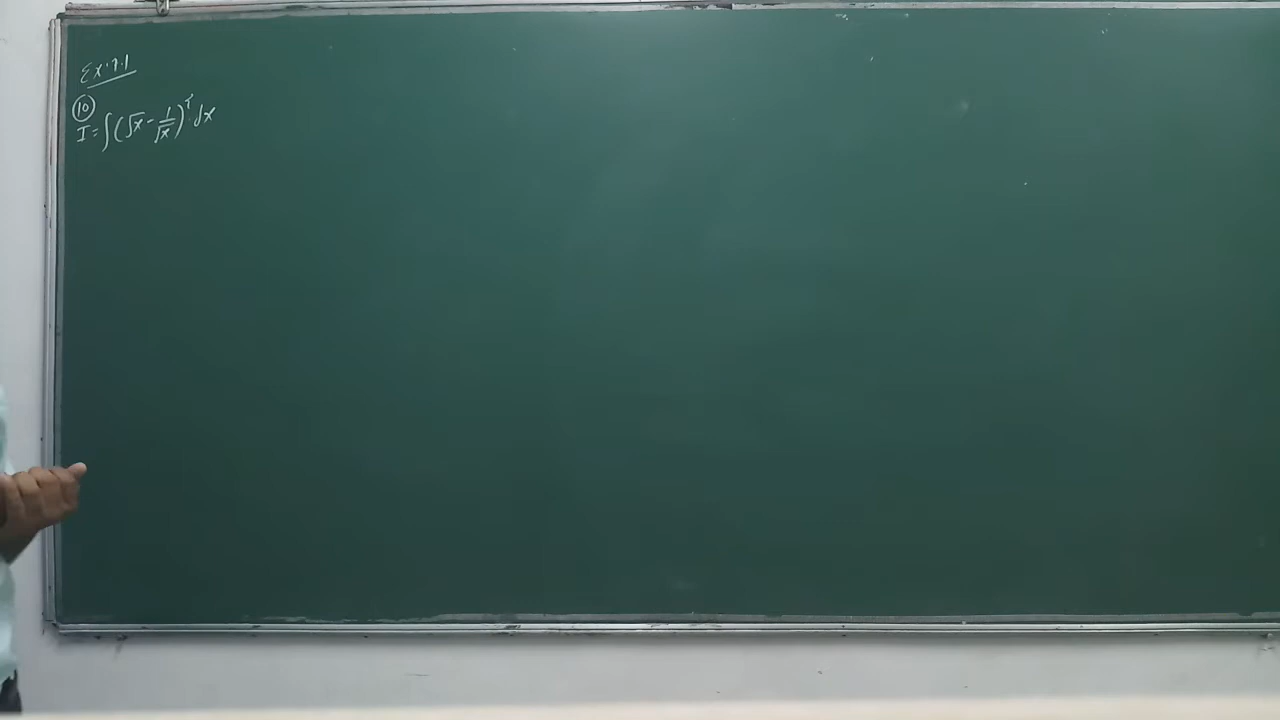 Ex.7.1
10
I = ∫(√x - 1/√x)² dx